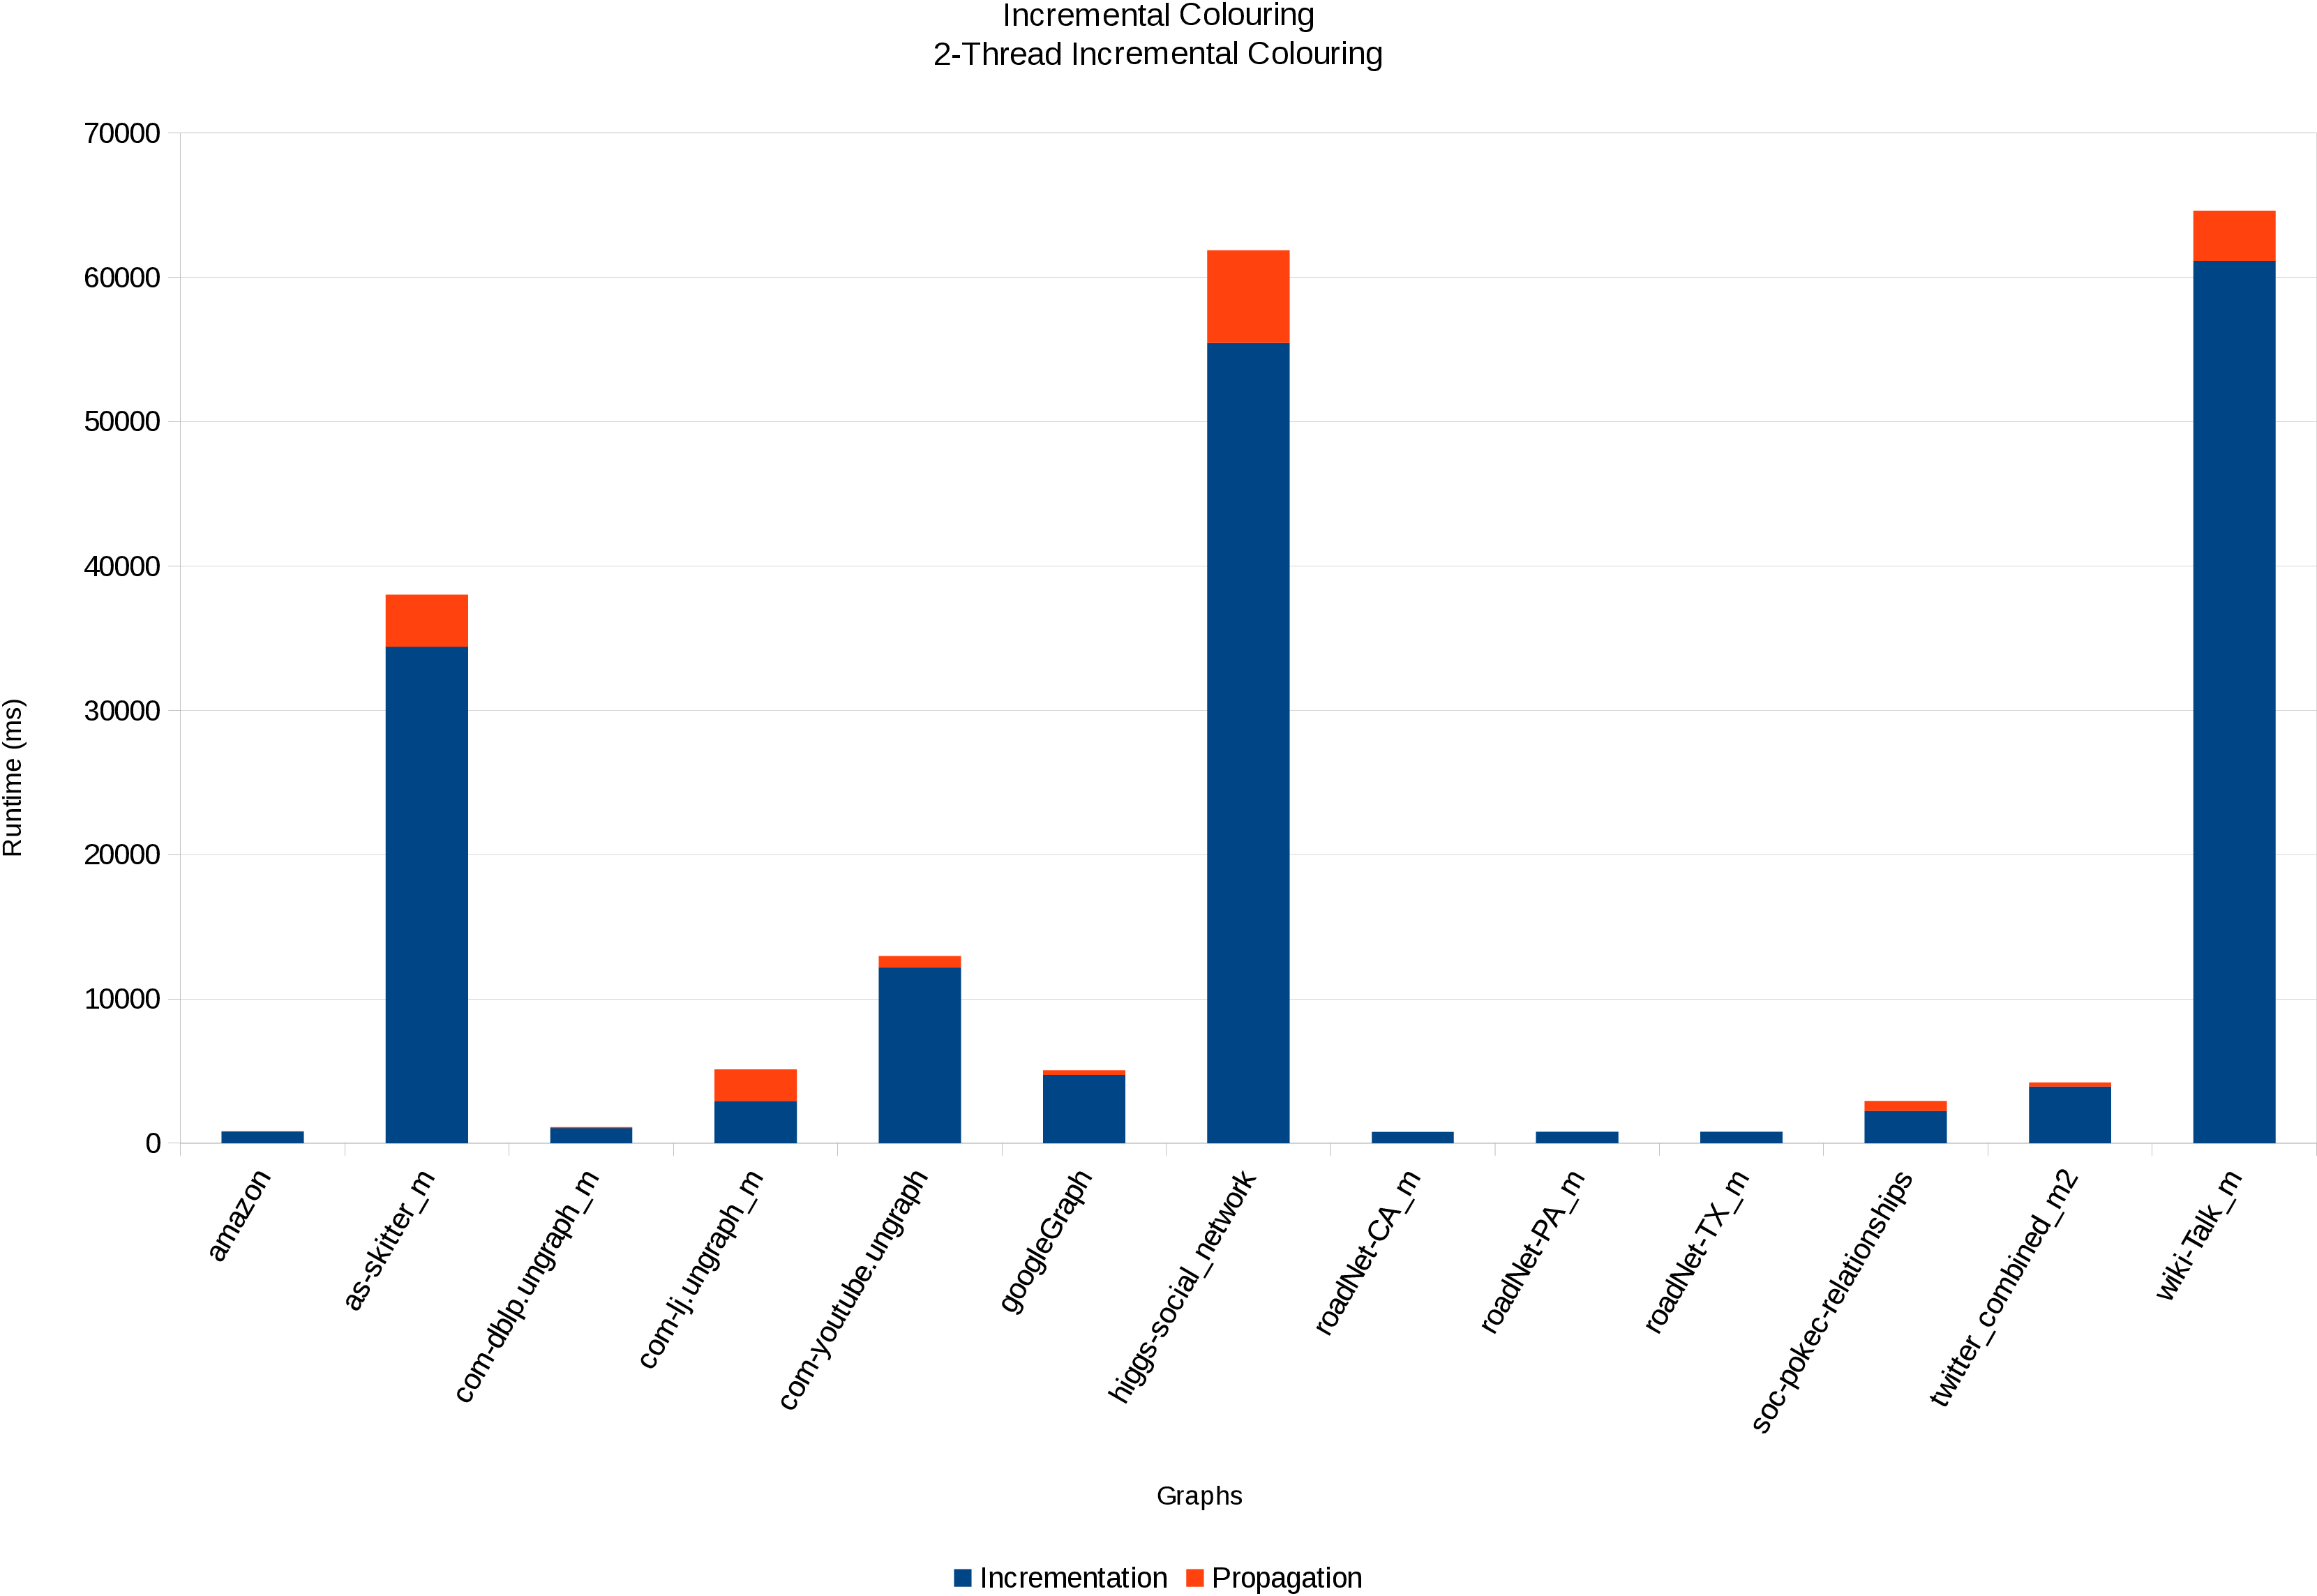 Incremental Colouring
2-Thread Incremental Colouring
70000
60000
50000
40000
30000
20000
10000
0
Runtime (ms)
amazon
as-skitter_m
com-dblp.ungraph_m
com-lj.ungraph_m
com-youtube.ungraph
googleGraph
higgs-social_network
roadNet-CA_m
roadNet-PA_m
roadNet-TX_m
soc-pokec-relationships
twitter_combined_m2
wiki-Talk_m
Graphs
Incrementation Propagation